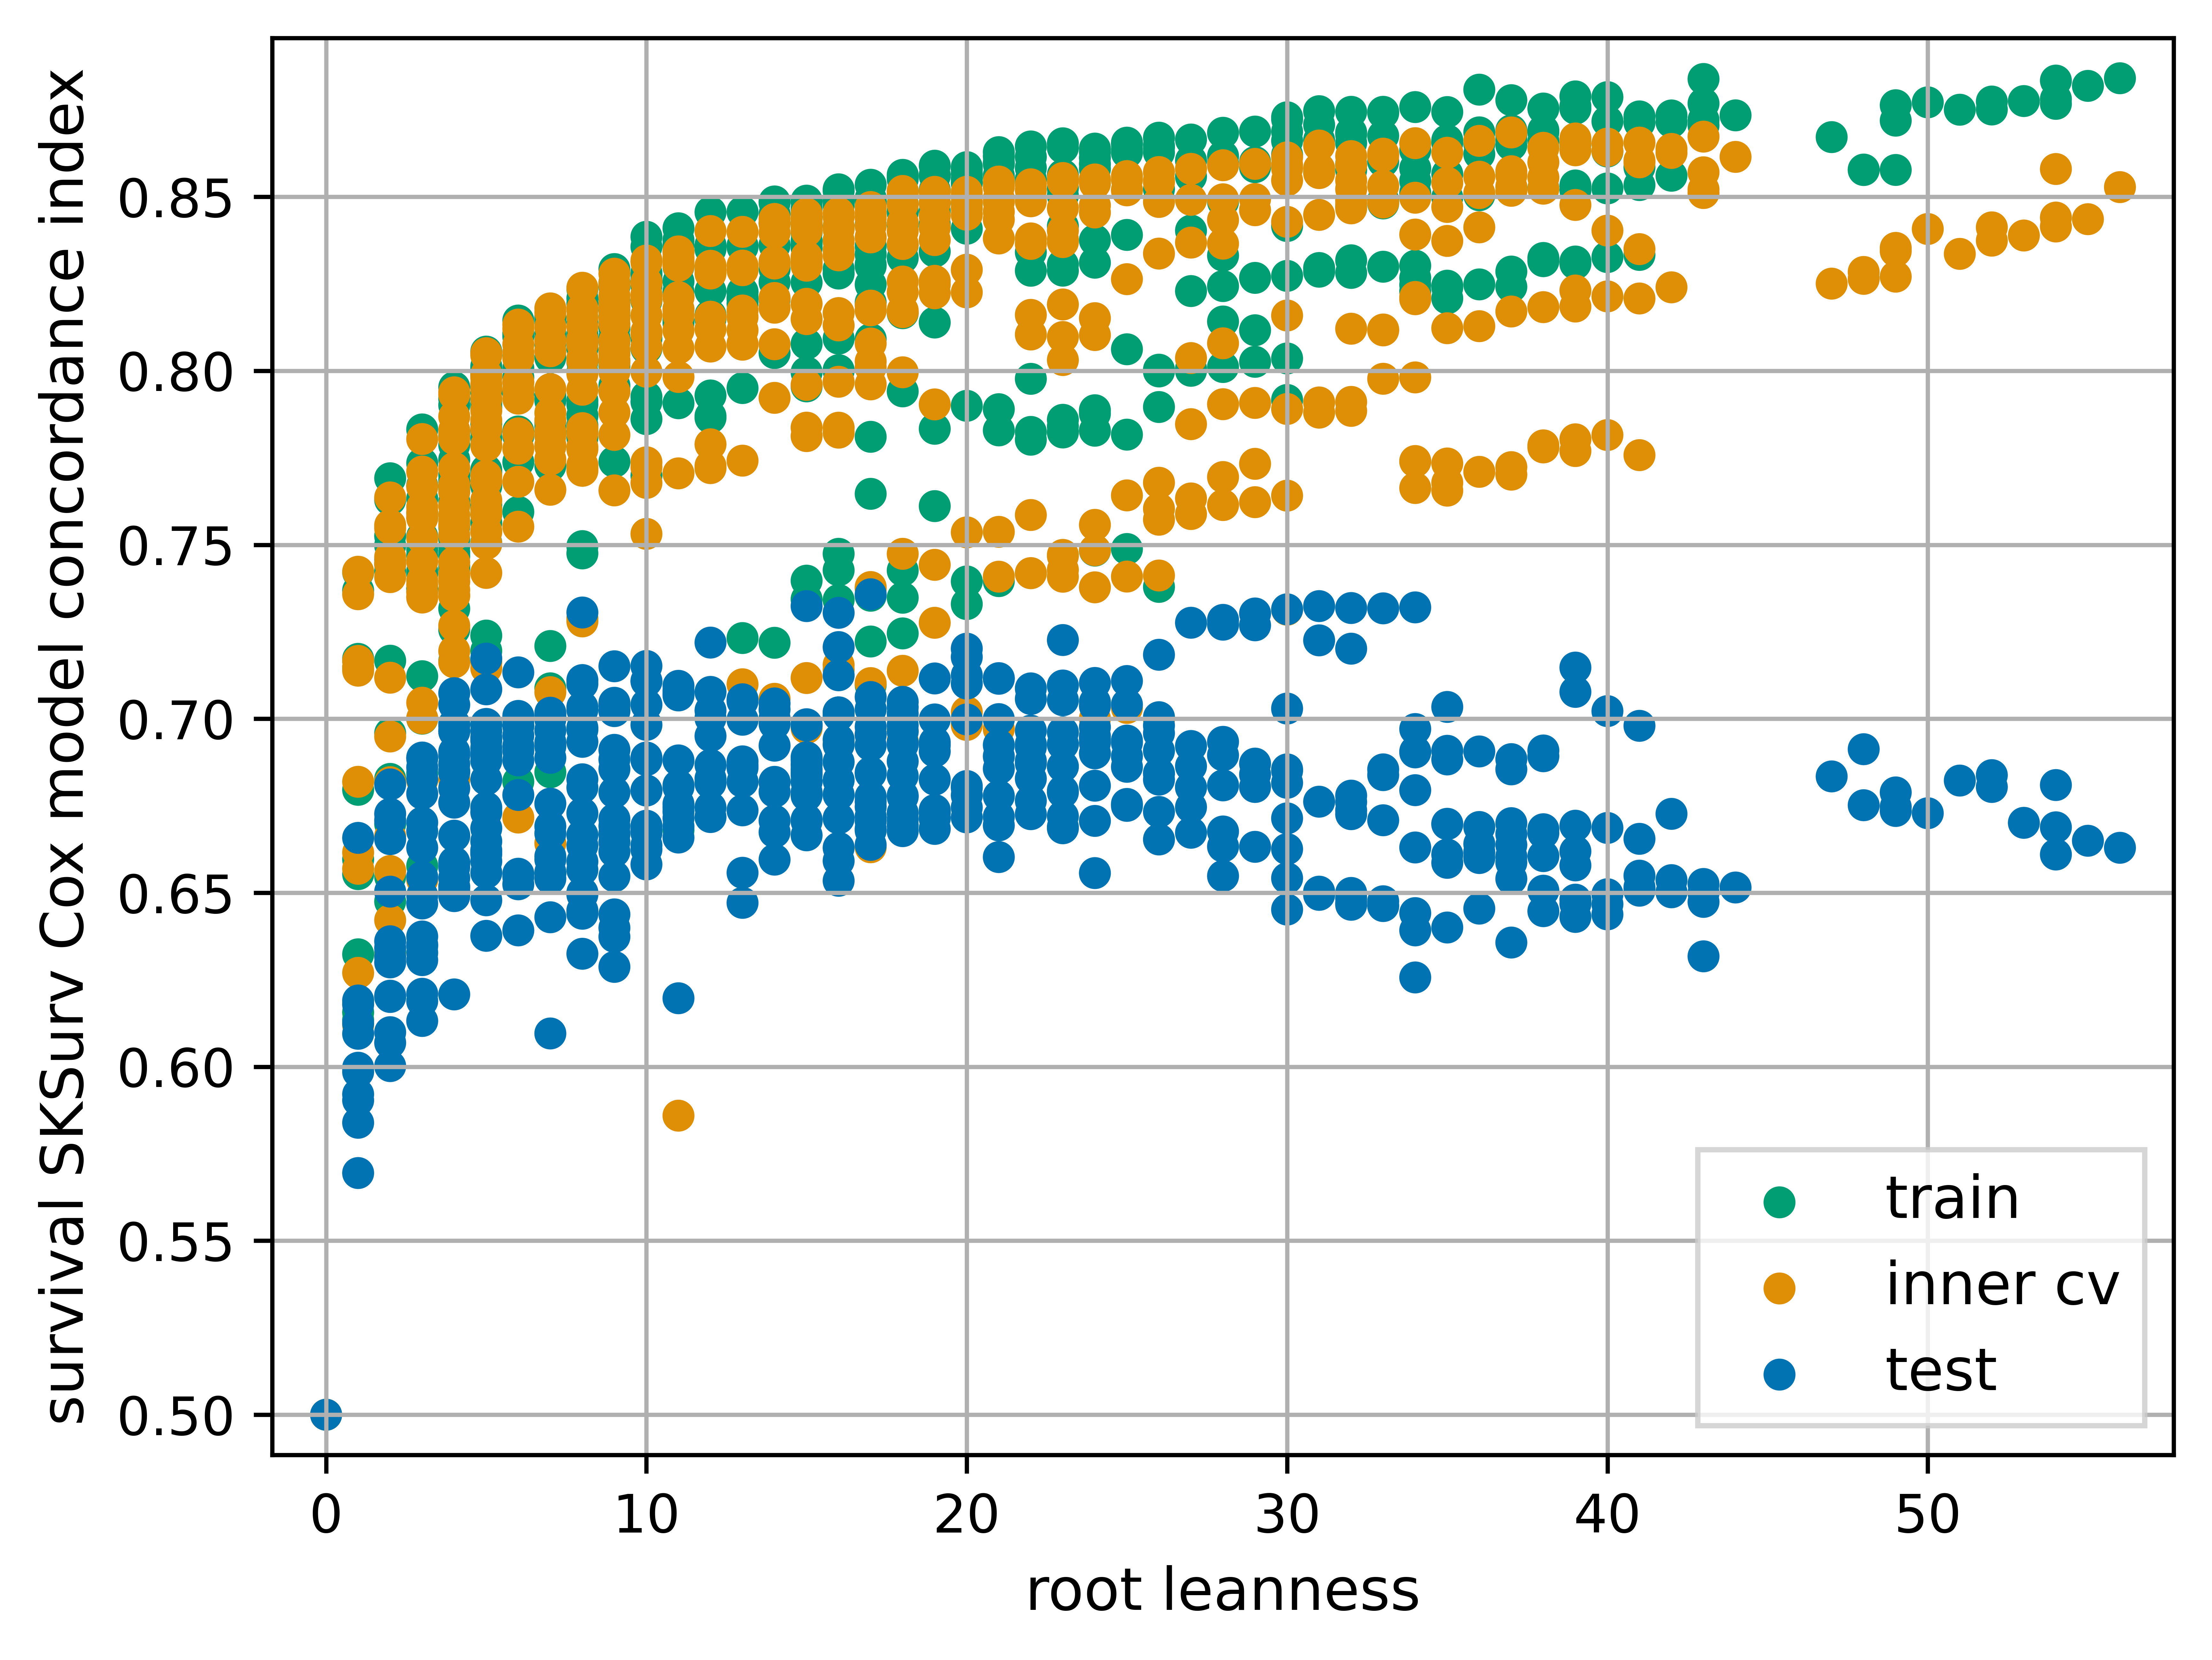 survival SKSurv Cox model concordance index
0.85
0.80
0.75
0.70
0.65
0.60
0.55
0.50
0 10 20 30 40 50
root leanness
train
inner cv
test